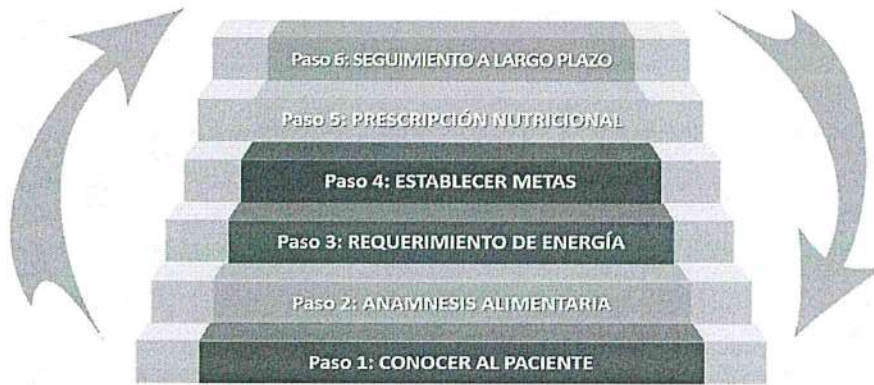 Paso 6: SEGUIMIENTO A LARGO PLAZO
Paso 5: PRESCRIPCIÓN NUTRICIONAL
Paso 4: ESTABLECER METAS
Paso 3: REQUERIMIENTO DE ENERGÍA
Paso 2: ANAMNESIS ALIMENTARIA
Paso 1: CONOCER AL PACIENTE